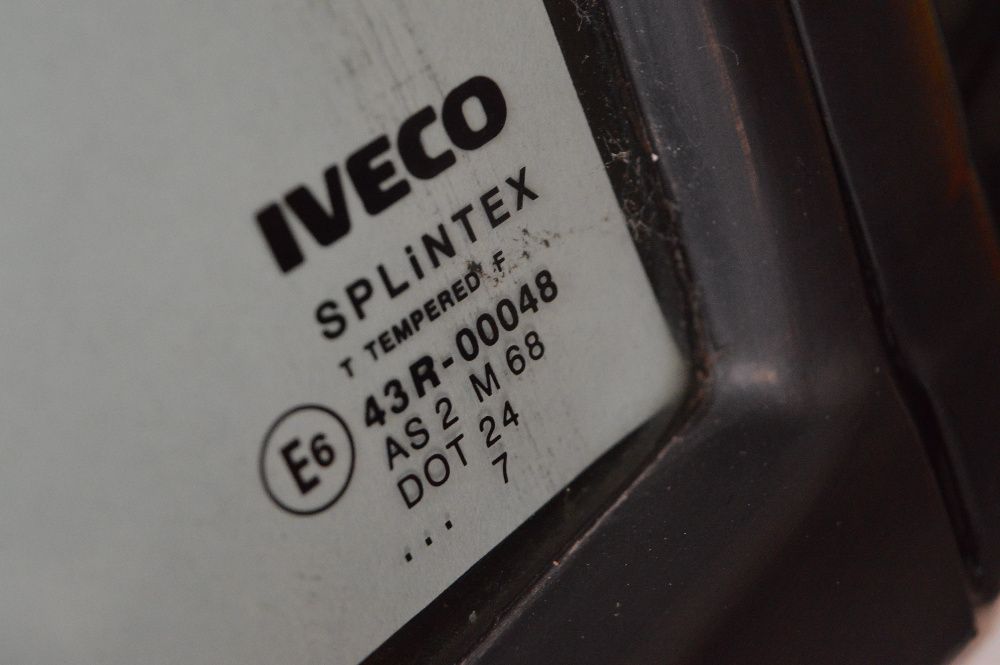 IVECO
SPLiNTEX
T TEMPERED F
43R-00048
E6
AS 2 M 68
DOT 24
7
...